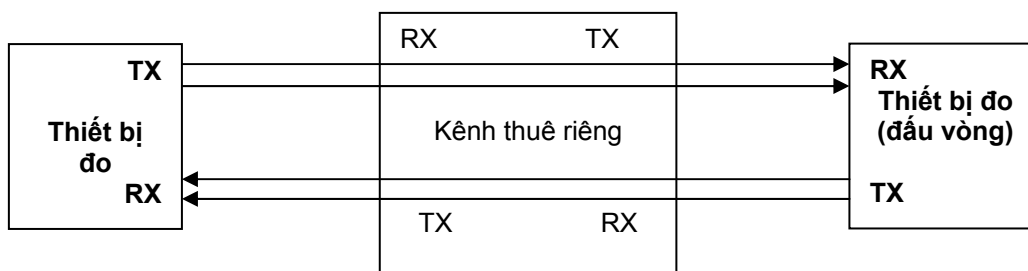 RX TX
TX
Thiết bị
đo
RX
Kênh thuê riêng
TX RX
RX
Thiết bị đo
(đấu vòng)
TX